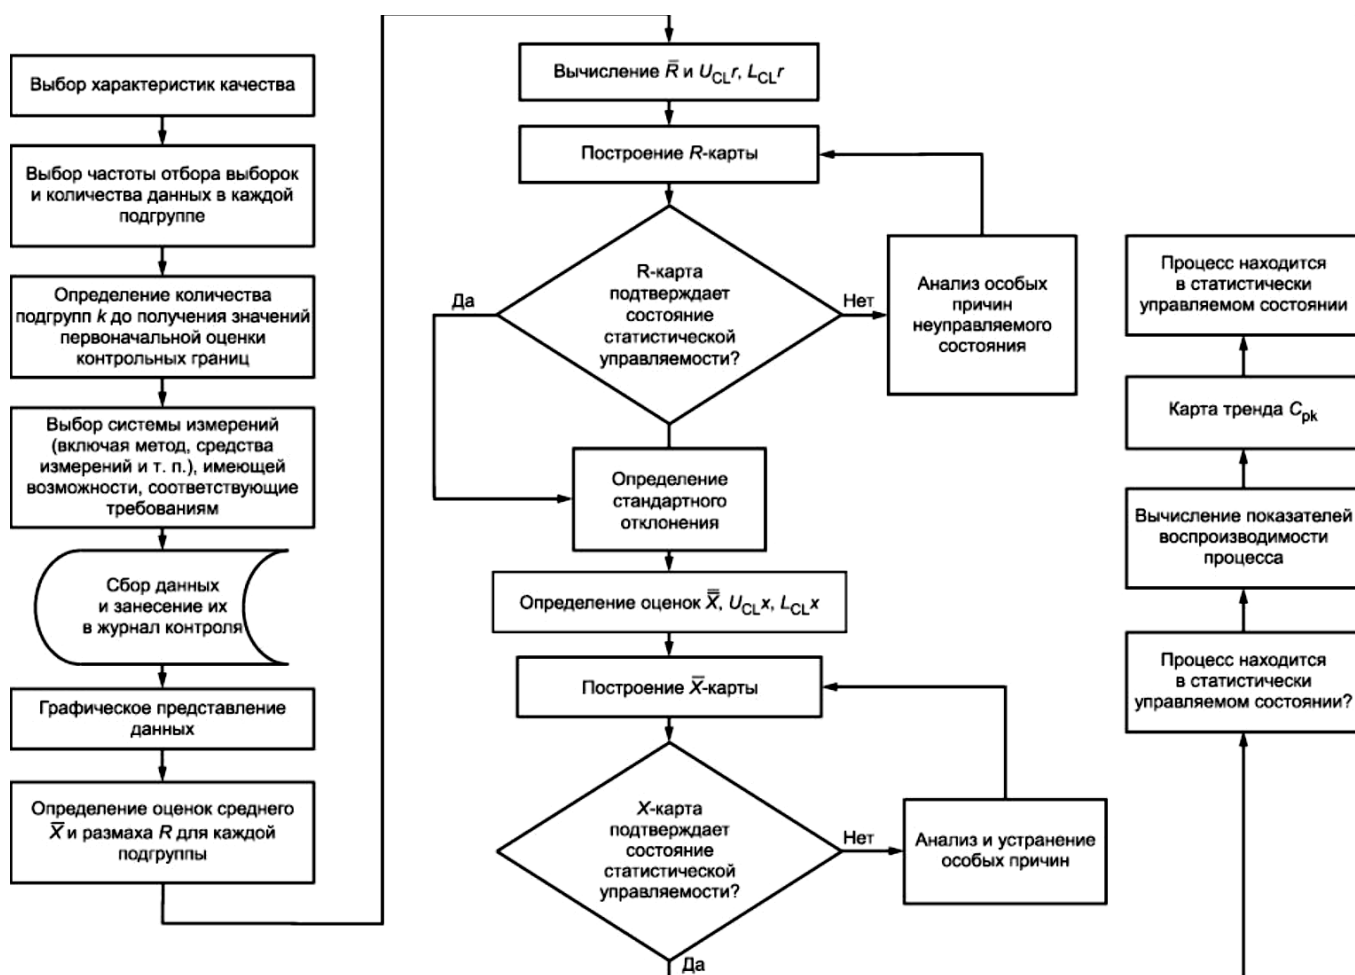 Выбор характеристик качества
Выбор частоты отбора выборок
и количества данных в каждой
подгруппе
Определение количества
подгрупп k до получения значений
первоначальной оценки
контрольных границ
Выбор системы измерений
(включая метод, средства
измерений и т. п.), имеющей
возможности, соответствующие
требованиям
Сбор данных
и занесение их
в журнал контроля
Графическое представление
данных
Определение оценок среднего
X̅ и размаха R для каждой
подгруппы
Вычисление R̅ и U_CL r, L_CL r
Построение R-карты
R-карта
подтверждает
состояние
статистической
управляемости?
Да
Нет
Анализ особых
причин
неуправляемого
состояния
Определение
стандартного
отклонения
Определение оценок X̿, U_CL x, L_CL x
Построение X̅-карты
X-карта
подтверждает
состояние
статистической
управляемости?
Нет
Анализ и устранение
особых причин
Да
Процесс находится
в статистически
управляемом состоянии?
Вычисление показателей
воспроизводимости
процесса
Карта тренда C_pk
Процесс находится
в статистически
управляемом состоянии